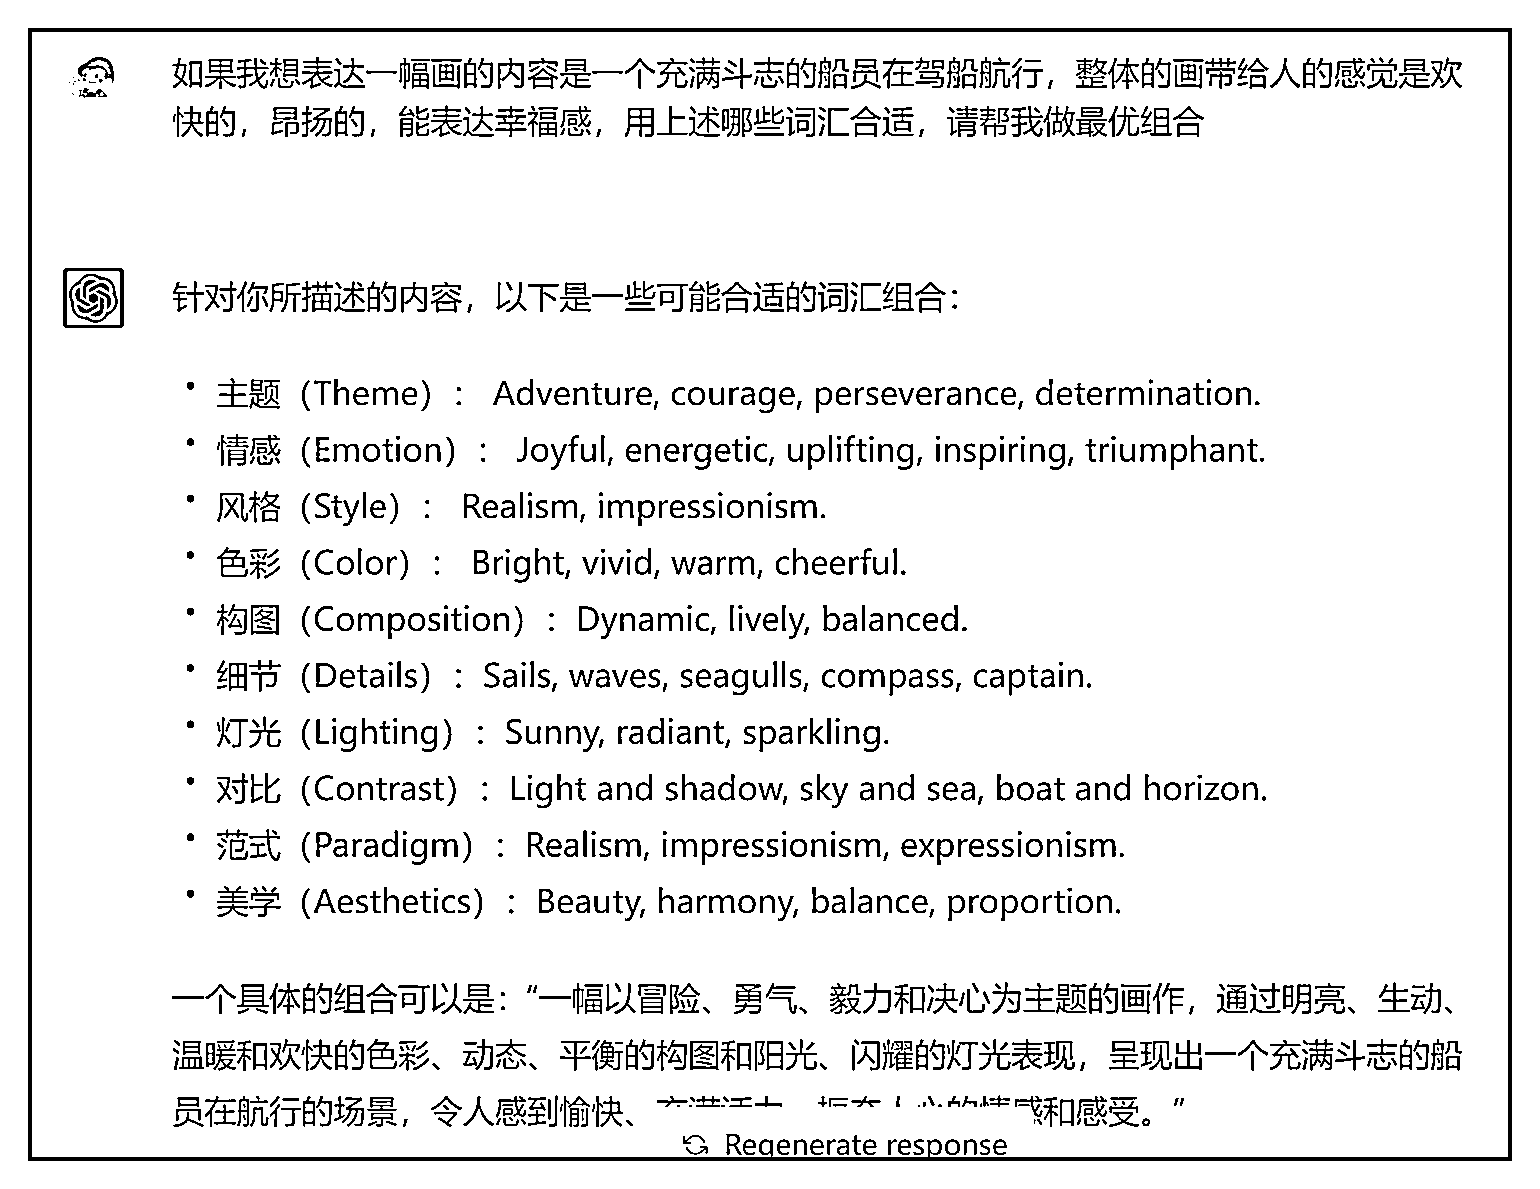 如果我想表达一幅画的内容是一个充满斗志的船员在驾船航行，整体的画带给人的感觉是欢
快的，昂扬的，能表达幸福感，用上述哪些词汇合适，请帮我做最优组合
针对你所描述的内容，以下是一些可能合适的词汇组合：
• 主题（Theme）： Adventure, courage, perseverance, determination.
• 情感（Emotion）： Joyful, energetic, uplifting, inspiring, triumphant.
• 风格（Style）： Realism, impressionism.
• 色彩（Color）： Bright, vivid, warm, cheerful.
• 构图（Composition）：Dynamic, lively, balanced.
• 细节（Details）：Sails, waves, seagulls, compass, captain.
• 灯光（Lighting）：Sunny, radiant, sparkling.
• 对比（Contrast）：Light and shadow, sky and sea, boat and horizon.
• 范式（Paradigm）：Realism, impressionism, expressionism.
• 美学（Aesthetics）：Beauty, harmony, balance, proportion.
一个具体的组合可以是：“一幅以冒险、勇气、毅力和决心为主题的画作，通过明亮、生动、
温暖和欢快的色彩、动态、平衡的构图和阳光、闪耀的灯光表现，呈现出一个充满斗志的船
员在航行的场景，令人感到愉快、感和感受。”
Regenerate response